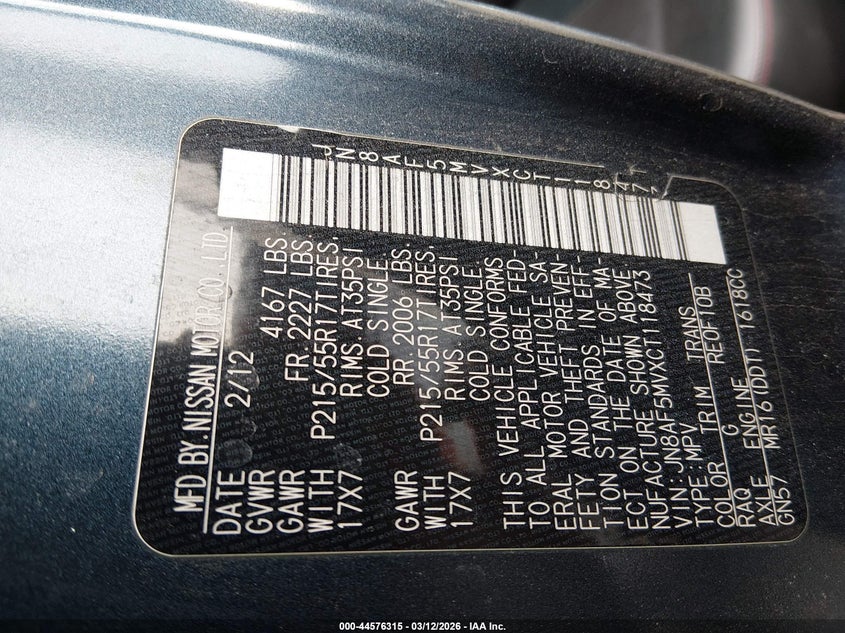 JN8AF5MVXCT118473
MFD BY. NISSAN MOTOR CO. LTD.
DATE 2/12
GVWR 4167 LBS.
GAWR FR. 2227 LBS.
WITH P215/55R17TIRES.
17X7 RIMS. AT35PSI
COLD SINGLE.
GAWR RR. 2006 LBS.
WITH P215/55R17TIRES.
17X7 RIMS AT35PSI
COLD SINGLE.
THIS VEHICLE CONFORMS
TO ALL APPLICABLE FED-
ERAL MOTOR VEHICLE SA-
FETY AND THEFT PREVEN-
TION STANDARDS IN EFF-
ECT ON THE DATE OF MA-
NUFACTURE SHOWN ABOVE
VIN:JN8AF5MVXCT118473
TYPE:MPV
COLOR TRIM TRANS
RAQ G RE0F10B
AXLE ENGINE
GN57 MR16(DDT) 1618CC
000-44576315 - 03/12/2026 - IAA Inc.